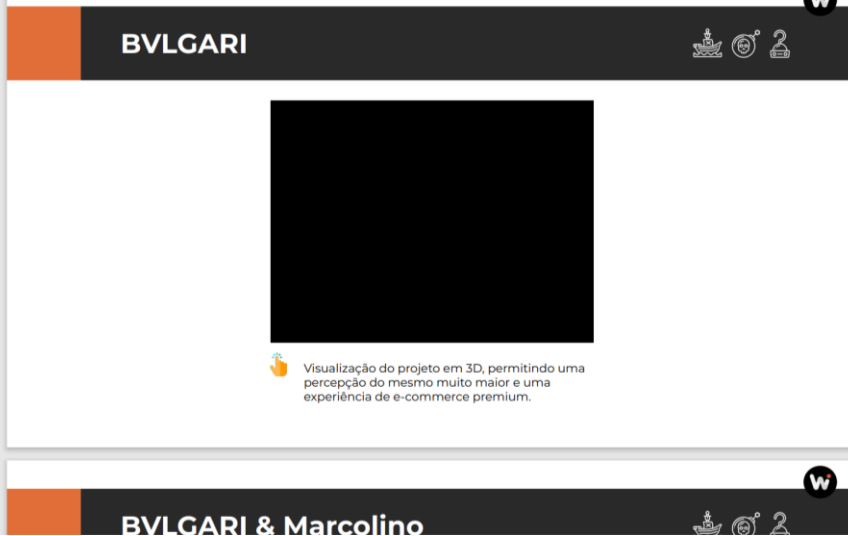 BVLGARI
Visualização do projeto em 3D, permitindo uma
percepção do mesmo muito maior e uma
experiência de e-commerce premium.
W
BVLGARI & Marcolino